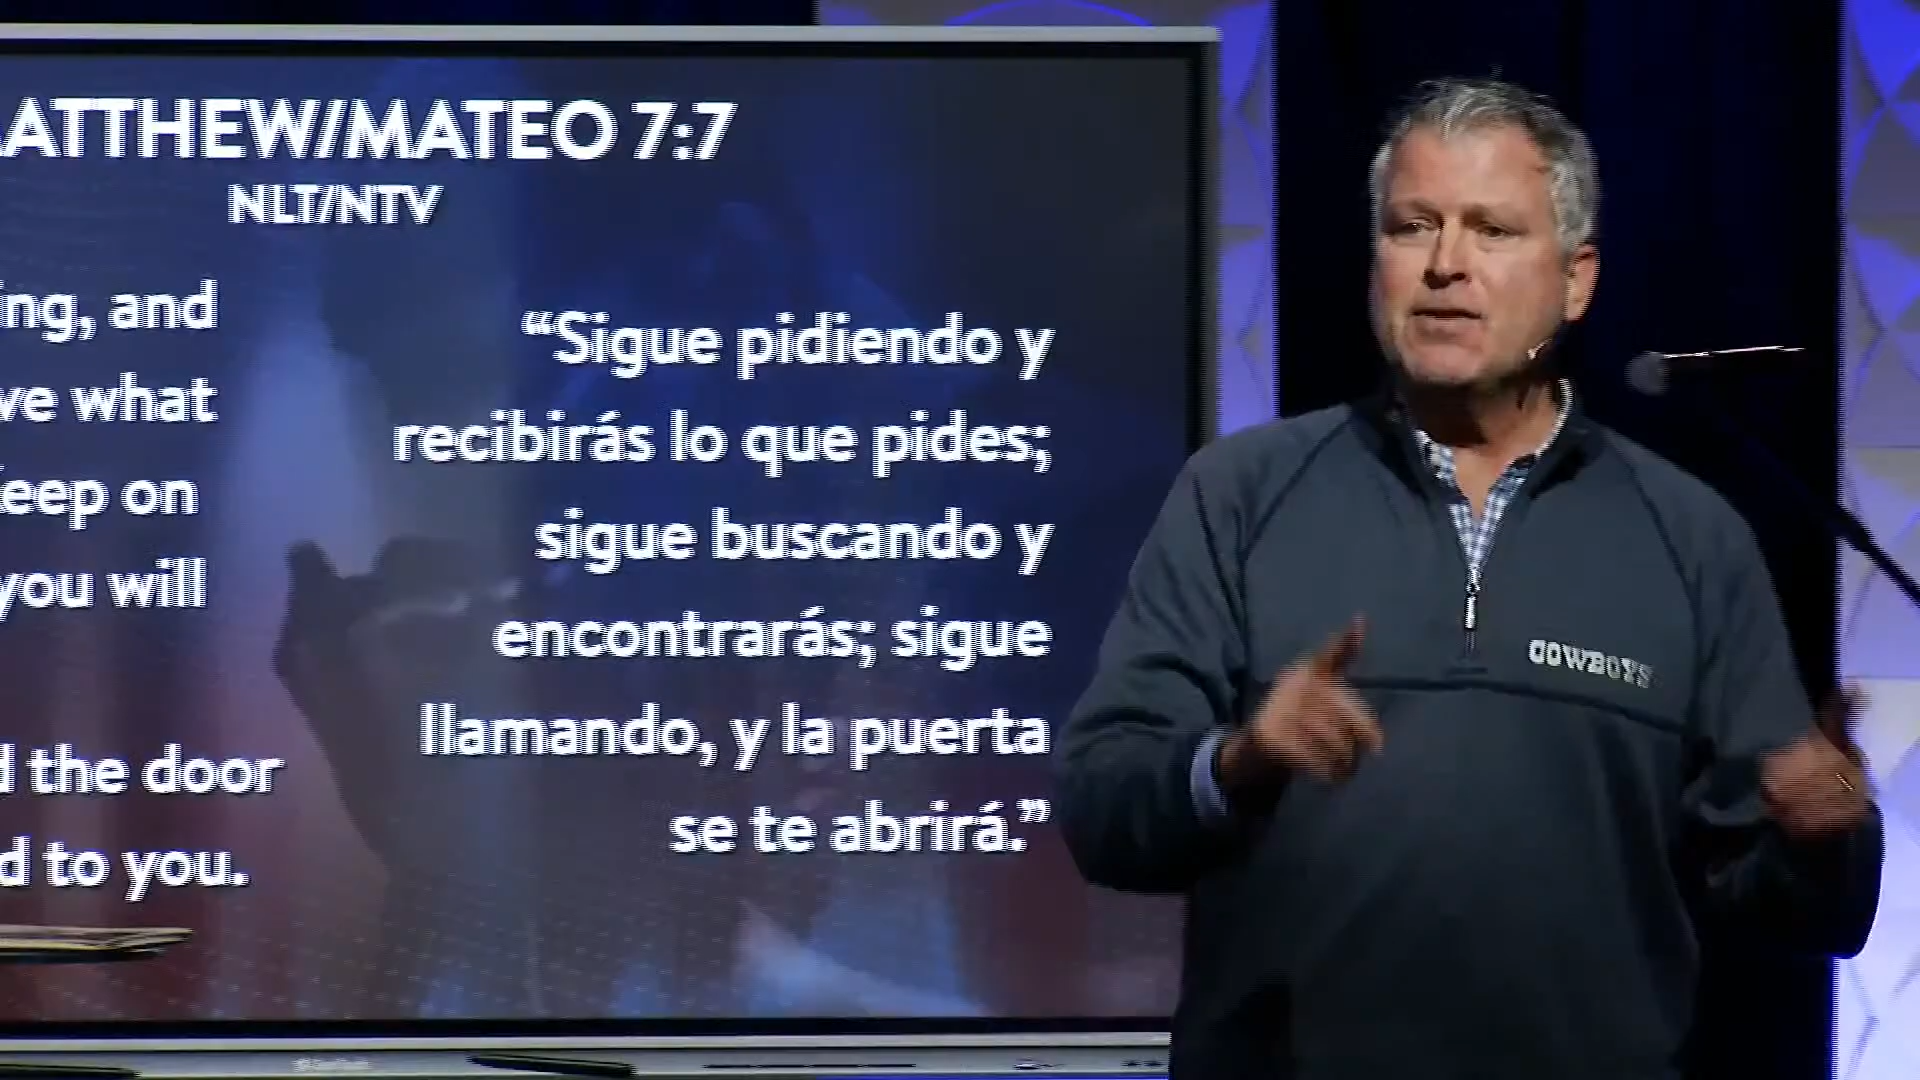 ATTHEW/MATEO 7:7
NLT/NTV
ing, and
ve what
eep on
you will
d the door
d to you.
“Sigue pidiendo y
recibirás lo que pides;
sigue buscando y
encontrarás; sigue
llamando, y la puerta
se te abrirá.”
COWBOYS